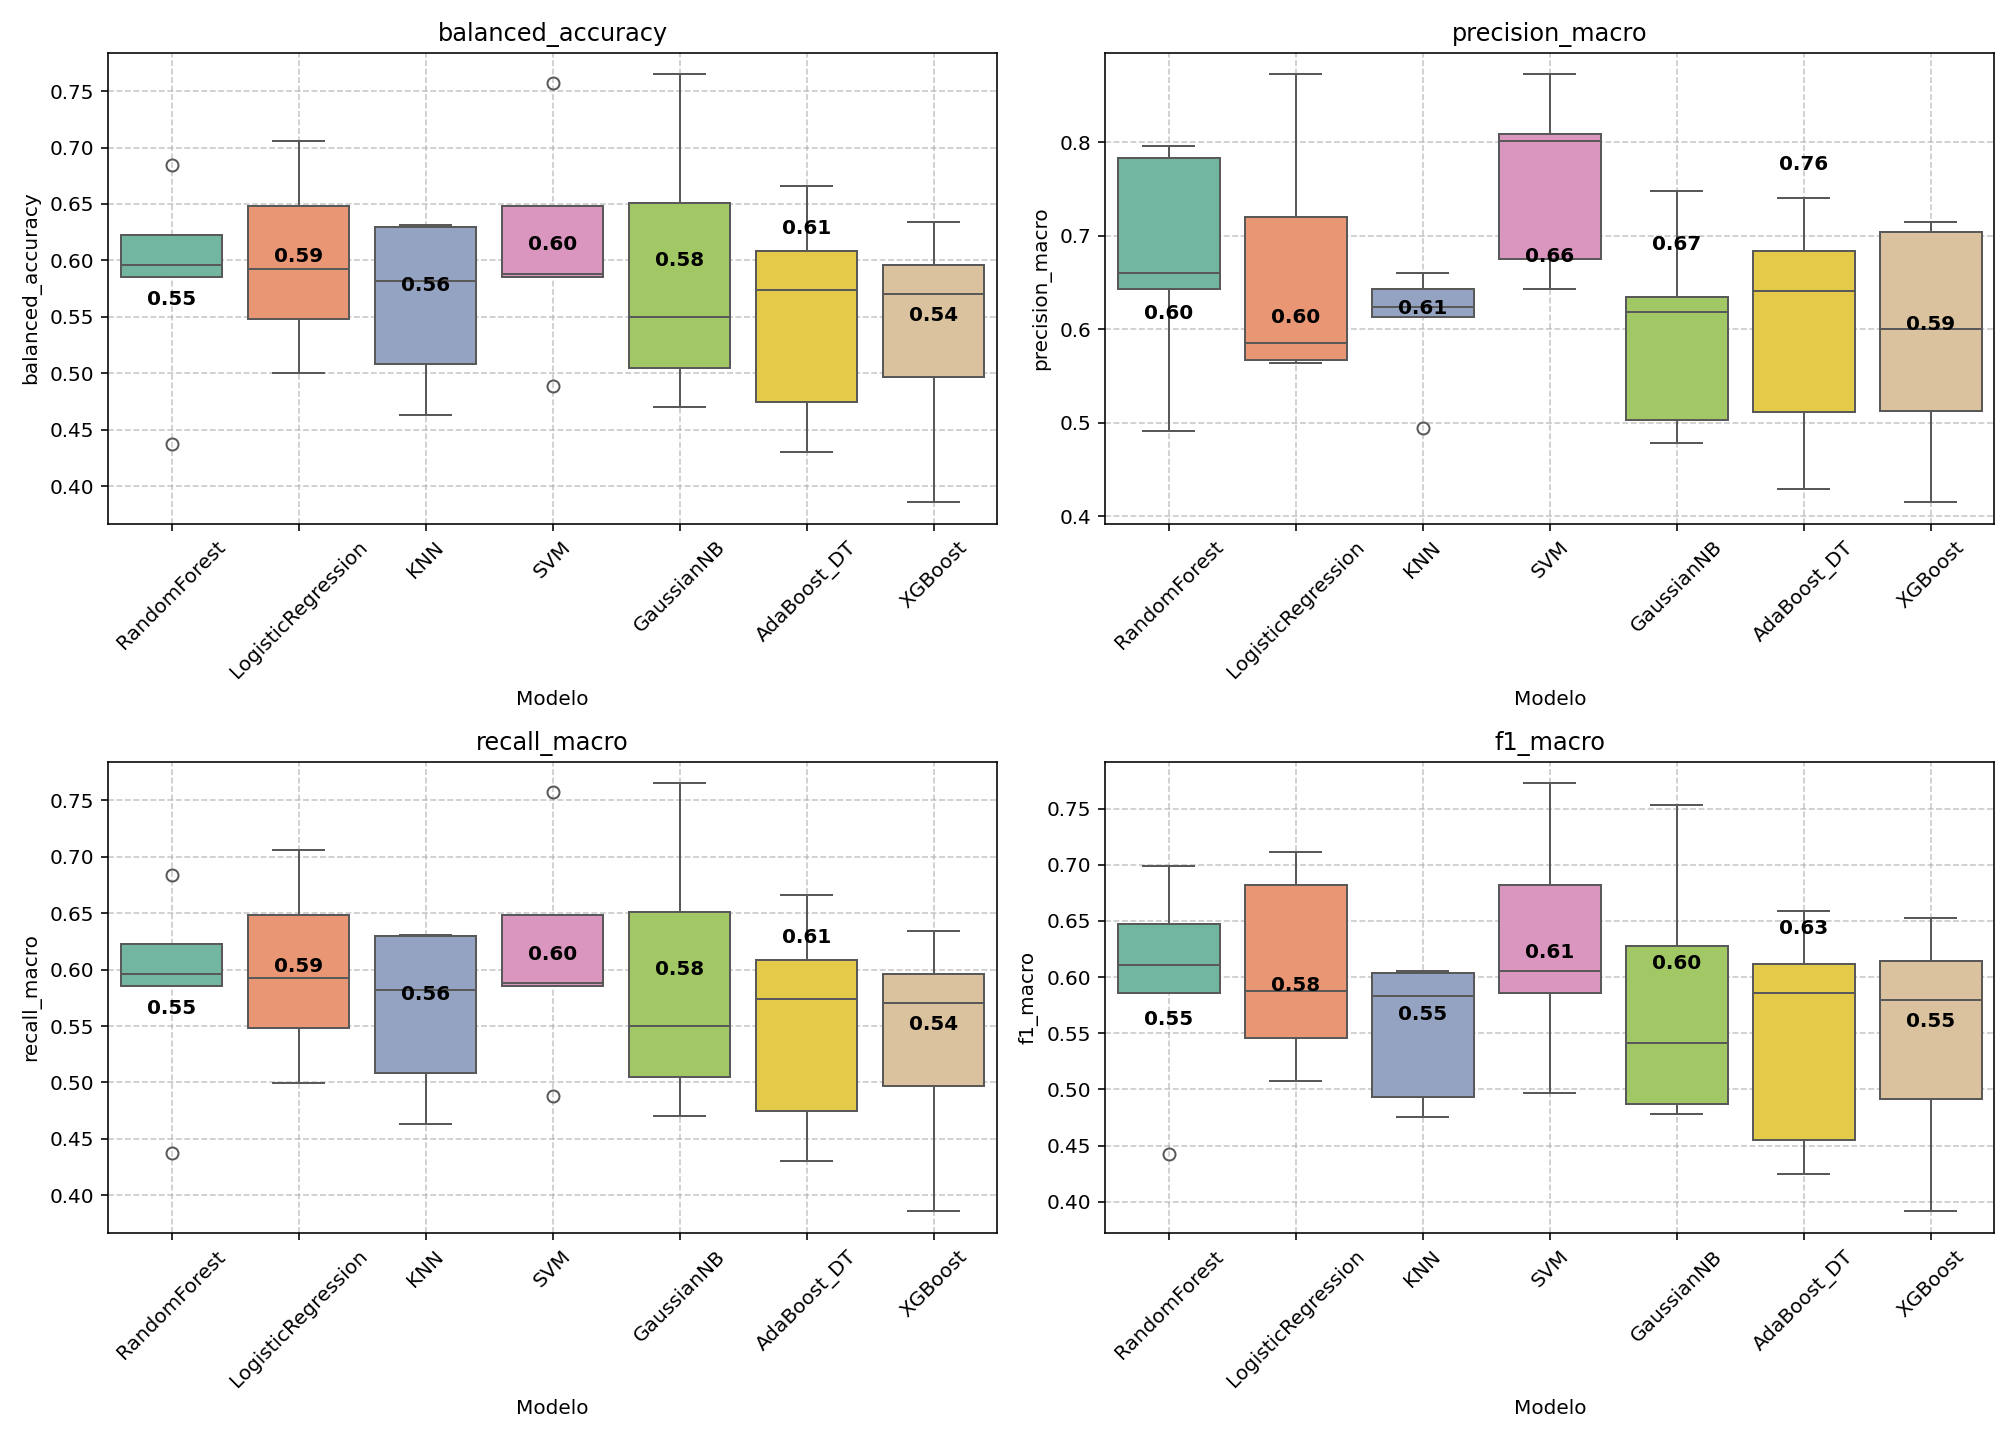 balanced_accuracy
balanced_accuracy
0.75
0.70
0.65
0.60
0.55
0.50
0.45
0.40
0.55
0.59
0.56
0.60
0.58
0.61
0.54
RandomForest
LogisticRegression
KNN
SVM
GaussianNB
AdaBoost_DT
XGBoost
Modelo
precision_macro
precision_macro
0.8
0.7
0.6
0.5
0.4
0.60
0.60
0.61
0.66
0.67
0.76
0.59
RandomForest
LogisticRegression
KNN
SVM
GaussianNB
AdaBoost_DT
XGBoost
Modelo
recall_macro
recall_macro
0.75
0.70
0.65
0.60
0.55
0.50
0.45
0.40
0.55
0.59
0.56
0.60
0.58
0.61
0.54
RandomForest
LogisticRegression
KNN
SVM
GaussianNB
AdaBoost_DT
XGBoost
Modelo
f1_macro
f1_macro
0.75
0.70
0.65
0.60
0.55
0.50
0.45
0.40
0.55
0.58
0.55
0.61
0.60
0.63
0.55
RandomForest
LogisticRegression
KNN
SVM
GaussianNB
AdaBoost_DT
XGBoost
Modelo